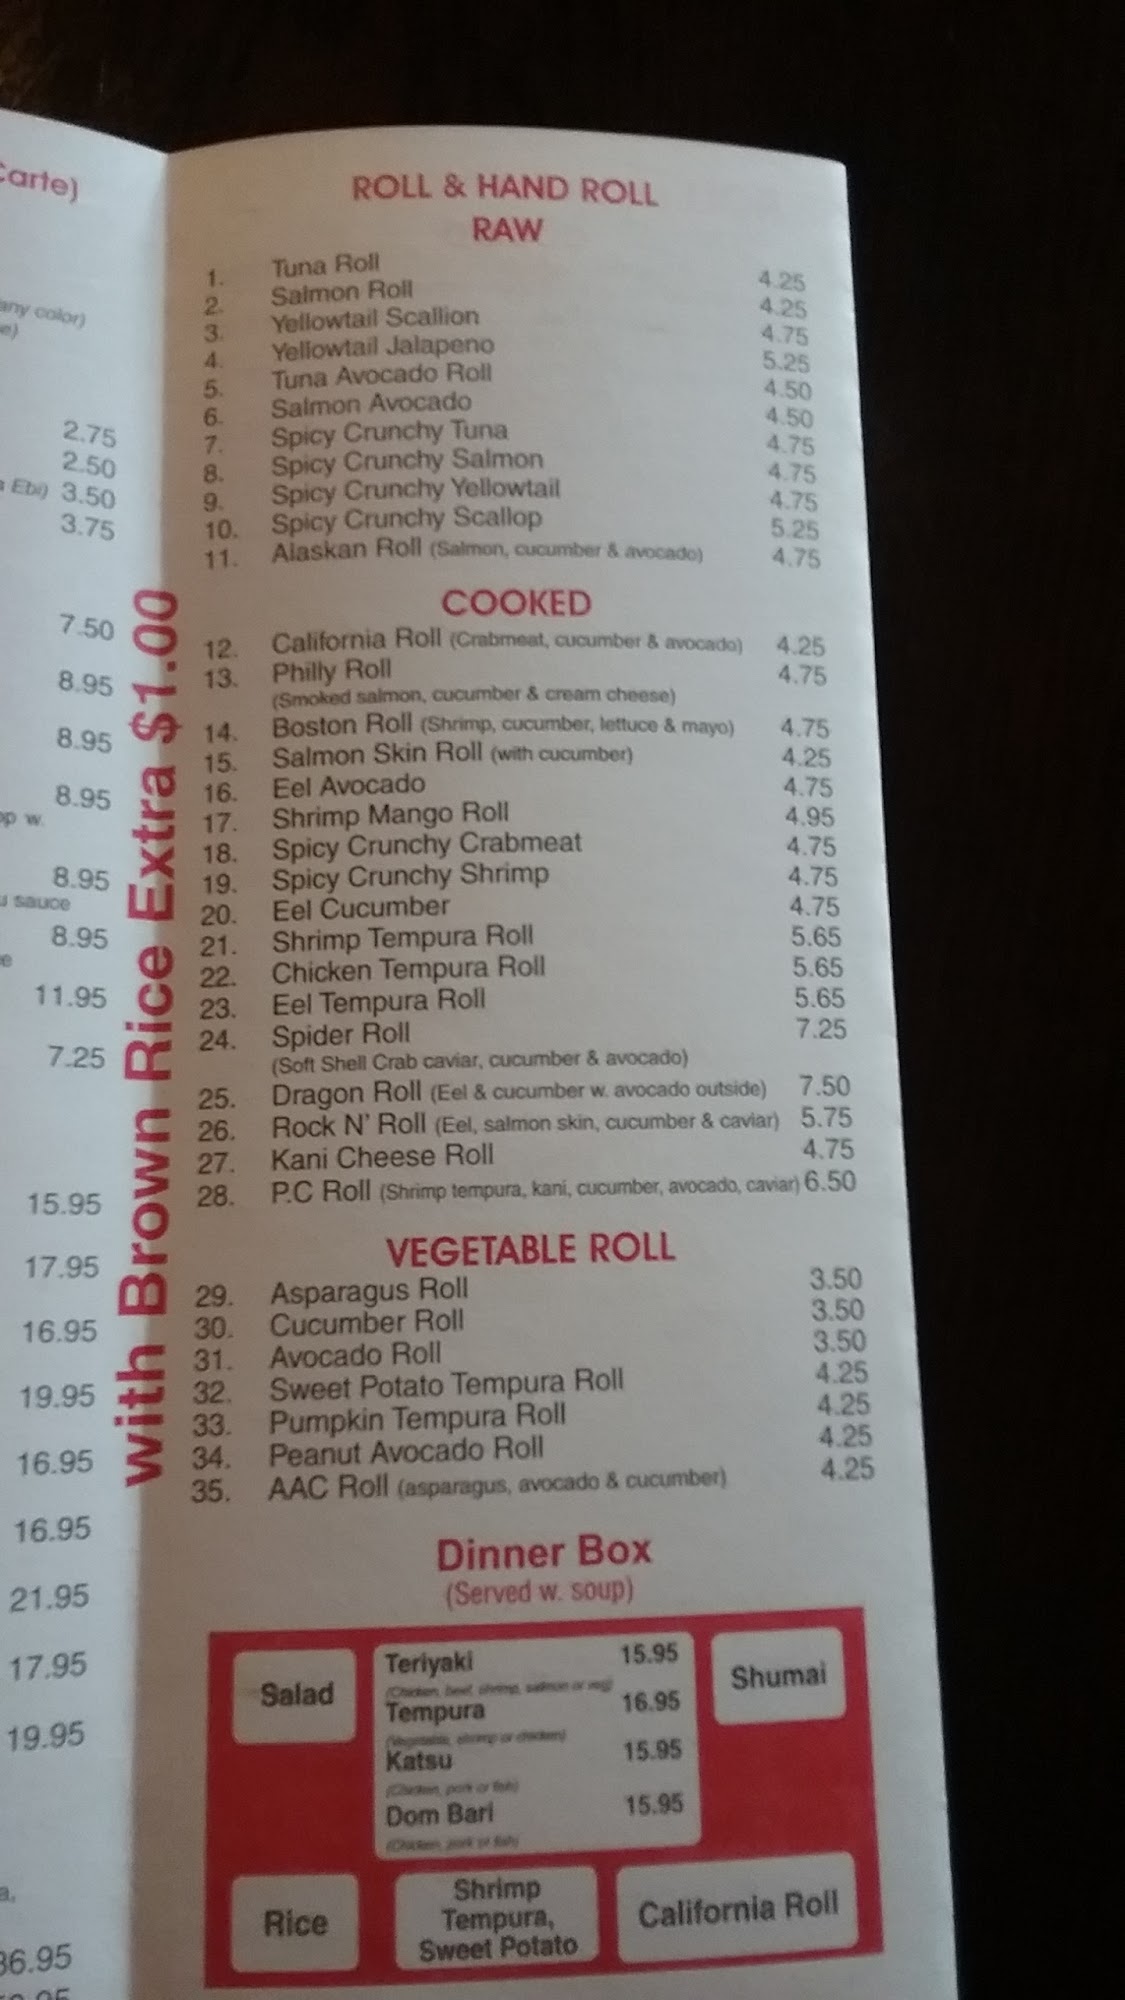 Carte)
any color)
e)
2.75
2.50
Ebi) 3.50
3.75
7.50
8.95
8.95
8.95
op w.
8.95
u sauce
8.95
e
11.95
7.25
15.95
17.95
16.95
19.95
16.95
16.95
21.95
17.95
19.95
a,
36.95
with Brown Rice Extra $1.00
ROLL & HAND ROLL
RAW
1. Tuna Roll 4.25
2. Salmon Roll 4.25
3. Yellowtail Scallion 4.75
4. Yellowtail Jalapeno 5.25
5. Tuna Avocado Roll 4.50
6. Salmon Avocado 4.50
7. Spicy Crunchy Tuna 4.75
8. Spicy Crunchy Salmon 4.75
9. Spicy Crunchy Yellowtail 4.75
10. Spicy Crunchy Scallop 5.25
11. Alaskan Roll (Salmon, cucumber & avocado) 4.75
COOKED
12. California Roll (Crabmeat, cucumber & avocado) 4.25
13. Philly Roll 4.75
(Smoked salmon, cucumber & cream cheese)
14. Boston Roll (Shrimp, cucumber, lettuce & mayo) 4.75
15. Salmon Skin Roll (with cucumber) 4.25
16. Eel Avocado 4.75
17. Shrimp Mango Roll 4.95
18. Spicy Crunchy Crabmeat 4.75
19. Spicy Crunchy Shrimp 4.75
20. Eel Cucumber 4.75
21. Shrimp Tempura Roll 5.65
22. Chicken Tempura Roll 5.65
23. Eel Tempura Roll 5.65
24. Spider Roll 7.25
(Soft Shell Crab caviar, cucumber & avocado)
25. Dragon Roll (Eel & cucumber w. avocado outside) 7.50
26. Rock N' Roll (Eel, salmon skin, cucumber & caviar) 5.75
27. Kani Cheese Roll 4.75
28. P.C Roll (Shrimp tempura, kani, cucumber, avocado, caviar) 6.50
VEGETABLE ROLL
29. Asparagus Roll 3.50
30. Cucumber Roll 3.50
31. Avocado Roll 3.50
32. Sweet Potato Tempura Roll 4.25
33. Pumpkin Tempura Roll 4.25
34. Peanut Avocado Roll 4.25
35. AAC Roll (asparagus, avocado & cucumber) 4.25
Dinner Box
(Served w. soup)
Salad
Teriyaki 15.95
(Chicken, beef, shrimp, salmon or veg)
Tempura 16.95
(Vegetable, shrimp or chicken)
Katsu 15.95
(Chicken, pork or fish)
Dom Bari 15.95
(Chicken, pork or fish)
Shumai
Rice
Shrimp
Tempura,
Sweet Potato
California Roll